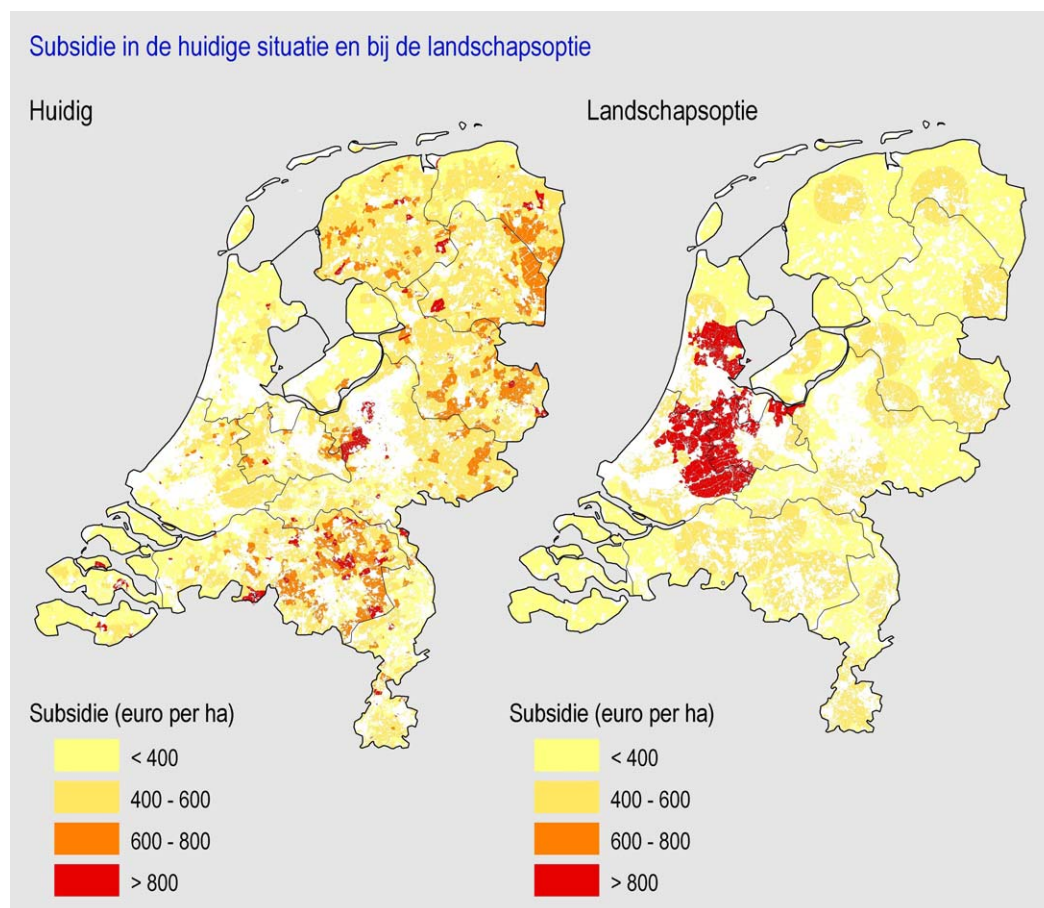 Subsidie in de huidige situatie en bij de landschapsoptie
Huidig
Landschapsoptie
Subsidie (euro per ha)
< 400
400 - 600
600 - 800
> 800
Subsidie (euro per ha)
< 400
400 - 600
600 - 800
> 800